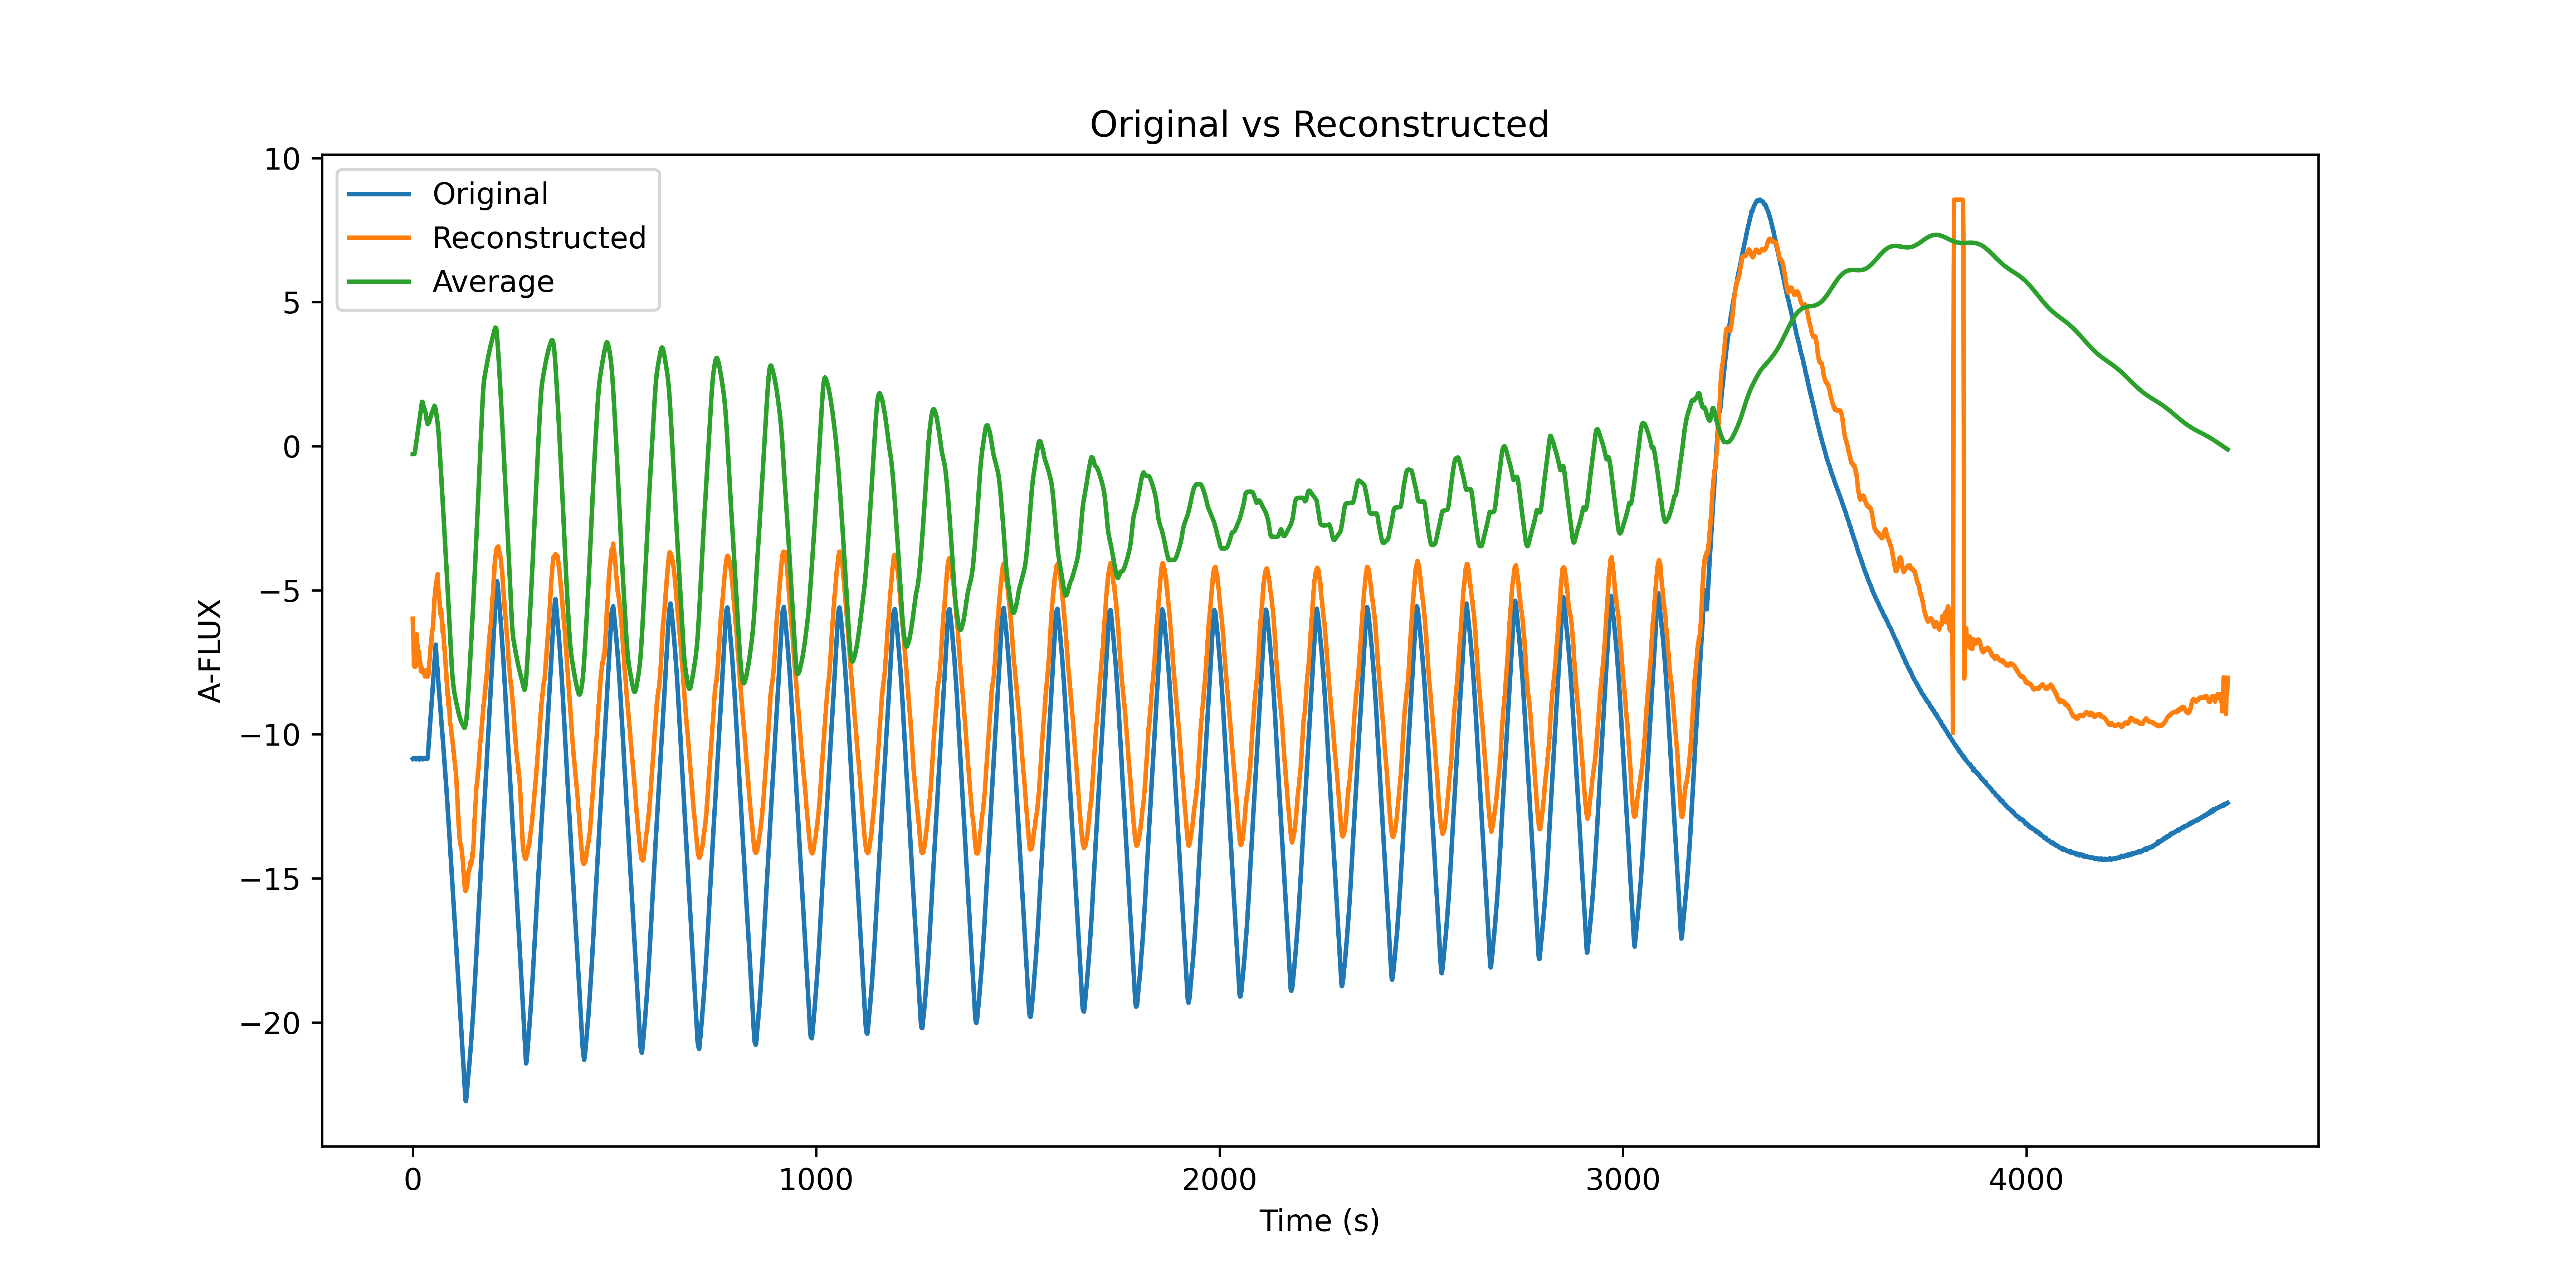 Original vs Reconstructed
Original
Reconstructed
Average
10
5
0
−5
−10
−15
−20
A-FLUX
0 1000 2000 3000 4000
Time (s)